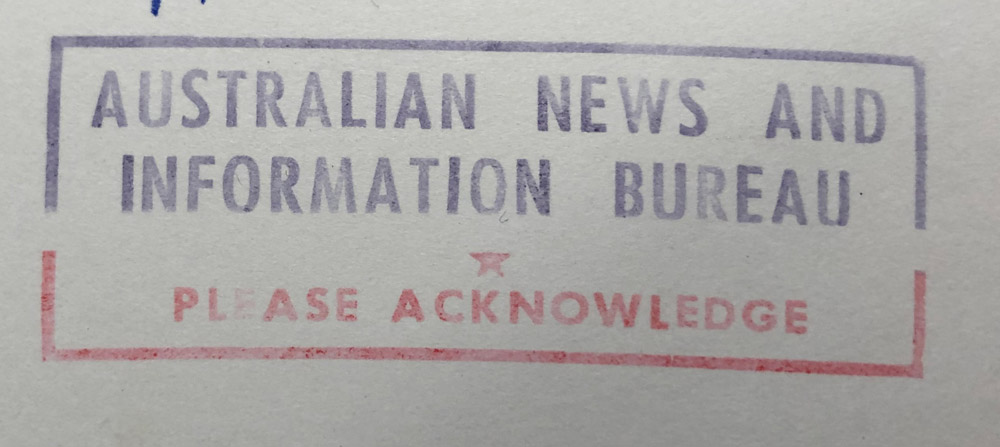 AUSTRALIAN NEWS AND
INFORMATION BUREAU
PLEASE ACKNOWLEDGE